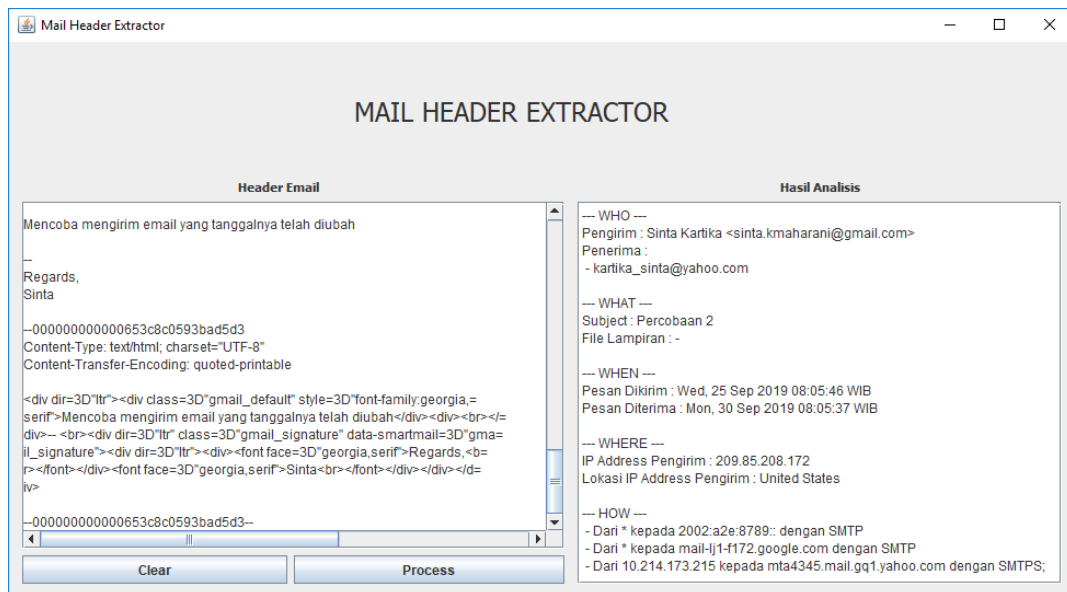 Mail Header Extractor
MAIL HEADER EXTRACTOR
Header Email
Mencoba mengirim email yang tanggalnya telah diubah
--
Regards,
Sinta
--000000000000653c8c0593bad5d3
Content-Type: text/html; charset="UTF-8"
Content-Transfer-Encoding: quoted-printable
<div dir=3D"ltr"><div class=3D"gmail_default" style=3D"font-family:georgia,=
serif">Mencoba mengirim email yang tanggalnya telah diubah</div><div><br></=
div>-- <br><div dir=3D"ltr" class=3D"gmail_signature" data-smartmail=3D"gma=
il_signature"><div dir=3D"ltr"><div><font face=3D"georgia,serif">Regards,<b=
r></font></div><font face=3D"georgia,serif">Sinta<br></font></div></div></d=
iv>
--000000000000653c8c0593bad5d3--
Clear
Process
Hasil Analisis
--- WHO ---
Pengirim : Sinta Kartika <sinta.kmaharani@gmail.com>
Penerima :
- kartika_sinta@yahoo.com
--- WHAT ---
Subject : Percobaan 2
File Lampiran : -
--- WHEN ---
Pesan Dikirim : Wed, 25 Sep 2019 08:05:46 WIB
Pesan Diterima : Mon, 30 Sep 2019 08:05:37 WIB
--- WHERE ---
IP Address Pengirim : 209.85.208.172
Lokasi IP Address Pengirim : United States
--- HOW ---
- Dari * kepada 2002:a2e:8789:: dengan SMTP
- Dari * kepada mail-lj1-f172.google.com dengan SMTP
- Dari 10.214.173.215 kepada mta4345.mail.gq1.yahoo.com dengan SMTPS;